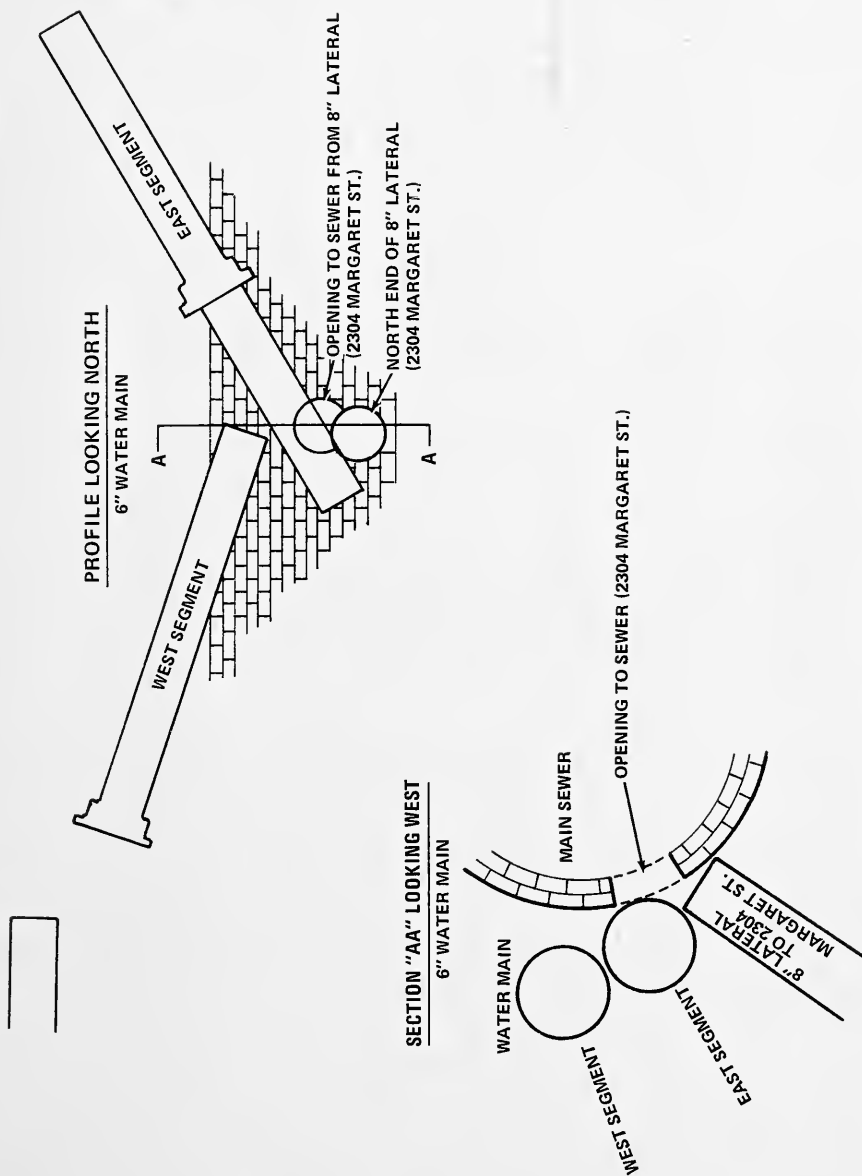 PROFILE LOOKING NORTH
6" WATER MAIN
A
WEST SEGMENT
EAST SEGMENT
OPENING TO SEWER FROM 8" LATERAL
(2304 MARGARET ST.)
NORTH END OF 8" LATERAL
(2304 MARGARET ST.)
A
SECTION "AA" LOOKING WEST
6" WATER MAIN
WATER MAIN
MAIN SEWER
OPENING TO SEWER (2304 MARGARET ST.)
WEST SEGMENT
EAST SEGMENT
8" LATERAL
TO 2304
MARGARET ST.